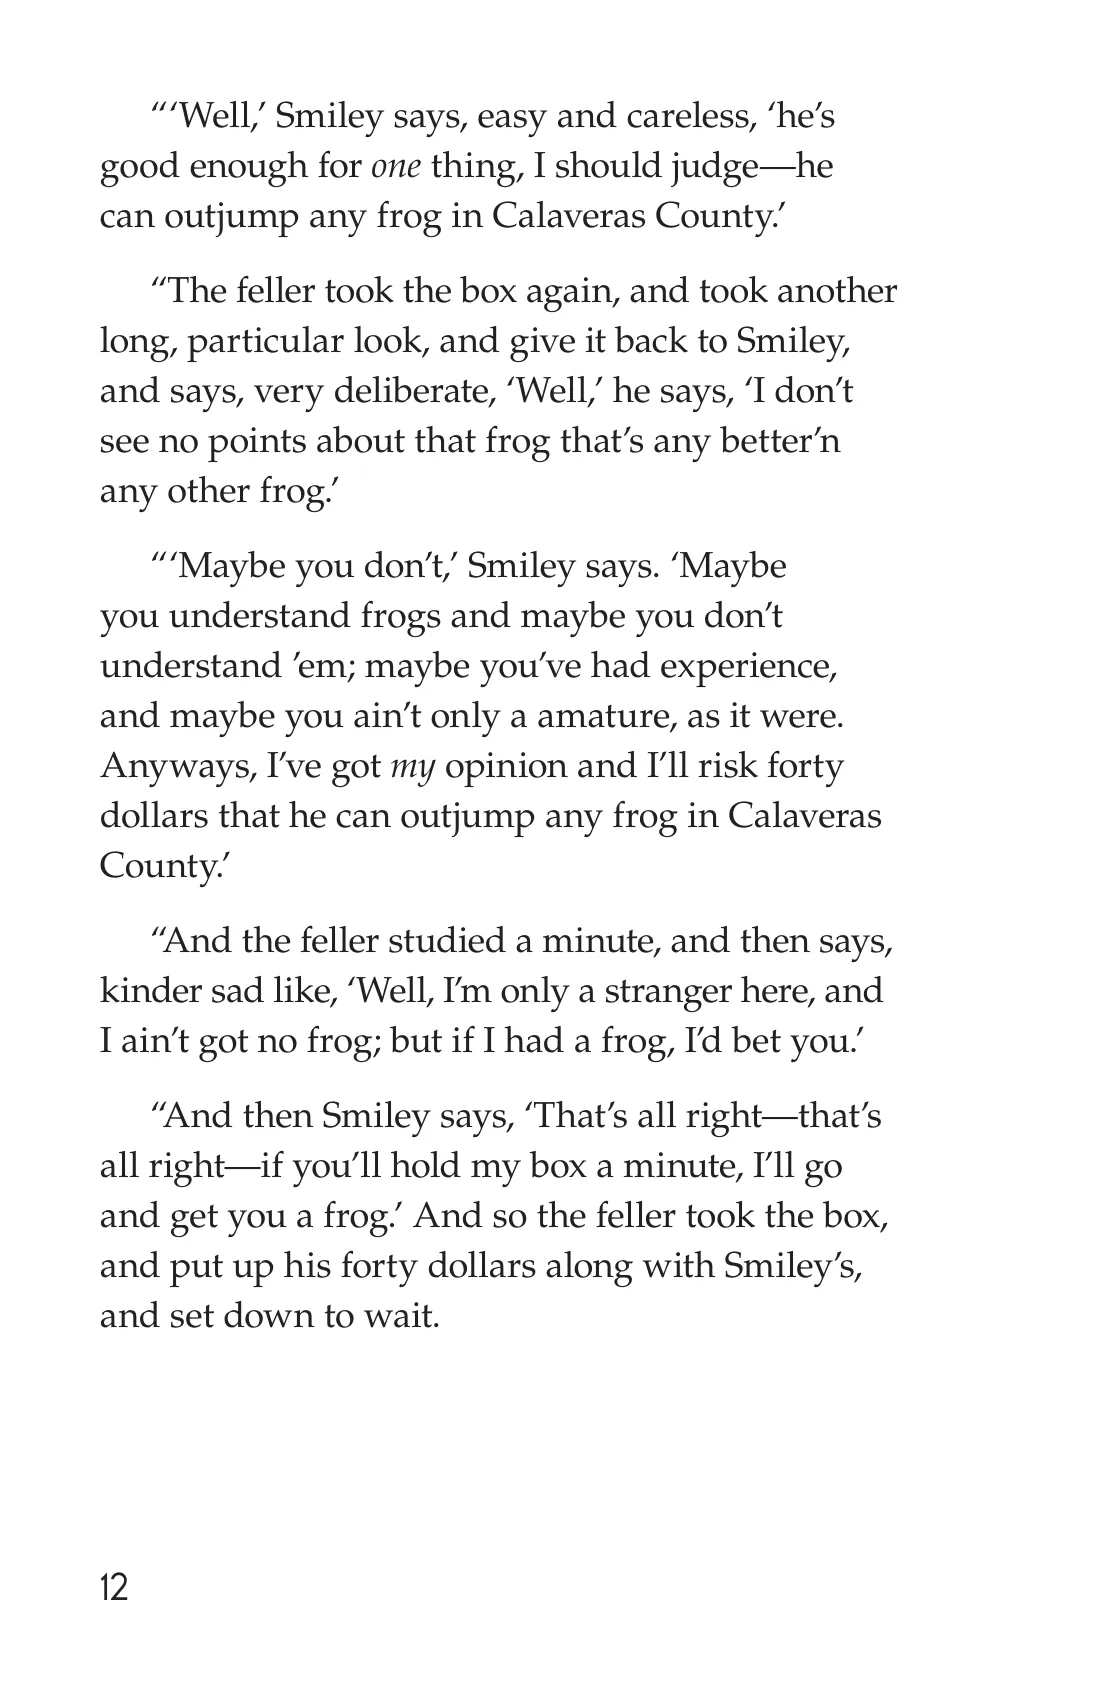 “‘Well,’ Smiley says, easy and careless, ‘he’s
good enough for one thing, I should judge—he
can outjump any frog in Calaveras County.’
“The feller took the box again, and took another
long, particular look, and give it back to Smiley,
and says, very deliberate, ‘Well,’ he says, ‘I don’t
see no points about that frog that’s any better’n
any other frog.’
“‘Maybe you don’t,’ Smiley says. ‘Maybe
you understand frogs and maybe you don’t
understand ’em; maybe you’ve had experience,
and maybe you ain’t only a amature, as it were.
Anyways, I’ve got my opinion and I’ll risk forty
dollars that he can outjump any frog in Calaveras
County.’
“And the feller studied a minute, and then says,
kinder sad like, ‘Well, I’m only a stranger here, and
I ain’t got no frog; but if I had a frog, I’d bet you.’
“And then Smiley says, ‘That’s all right—that’s
all right—if you’ll hold my box a minute, I’ll go
and get you a frog.’ And so the feller took the box,
and put up his forty dollars along with Smiley’s,
and set down to wait.
12